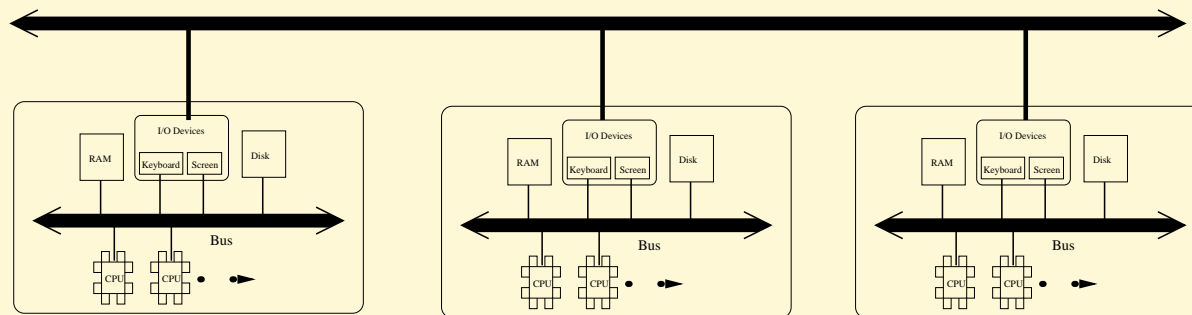 I/O Devices
RAM
Keyboard
Screen
Disk
Bus
CPU
CPU
I/O Devices
RAM
Keyboard
Screen
Disk
Bus
CPU
CPU
I/O Devices
RAM
Keyboard
Screen
Disk
Bus
CPU
CPU